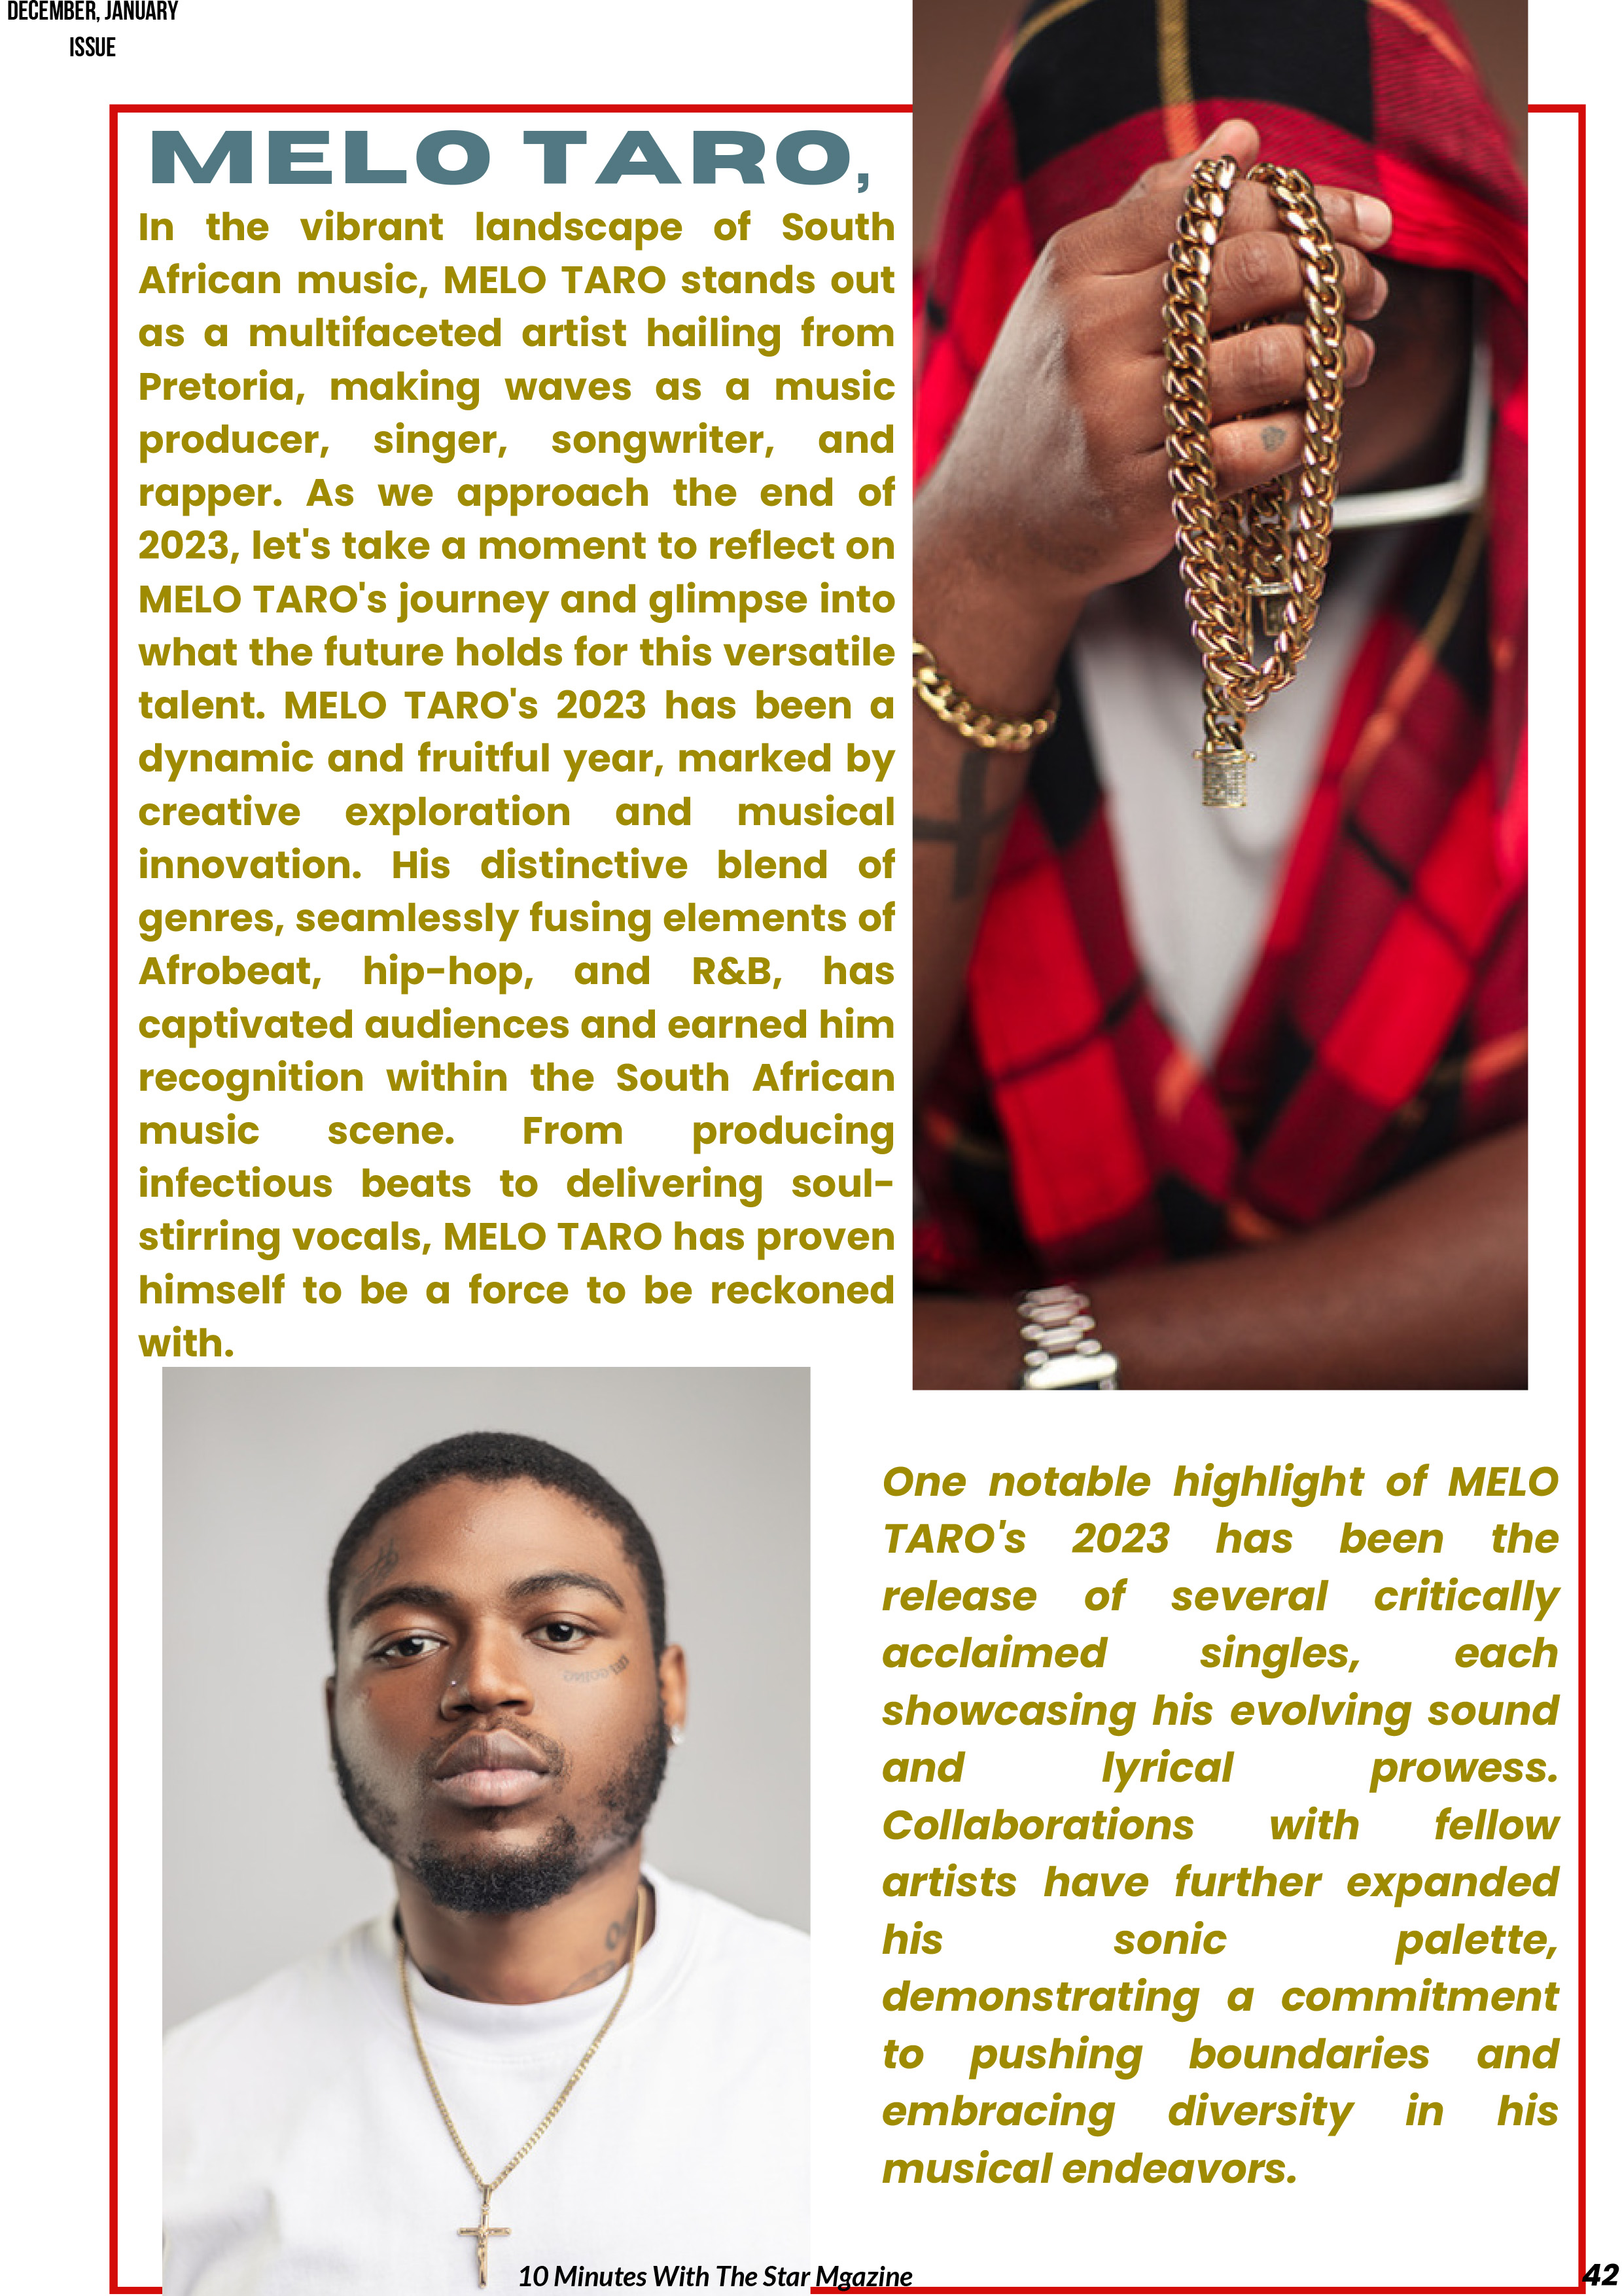 DECEMBER, JANUARY
ISSUE
MELO TARO,
In the vibrant landscape of South
African music, MELO TARO stands out
as a multifaceted artist hailing from
Pretoria, making waves as a music
producer, singer, songwriter, and
rapper. As we approach the end of
2023, let's take a moment to reflect on
MELO TARO's journey and glimpse into
what the future holds for this versatile
talent. MELO TARO's 2023 has been a
dynamic and fruitful year, marked by
creative exploration and musical
innovation. His distinctive blend of
genres, seamlessly fusing elements of
Afrobeat, hip-hop, and R&B, has
captivated audiences and earned him
recognition within the South African
music scene. From producing
infectious beats to delivering soul-
stirring vocals, MELO TARO has proven
himself to be a force to be reckoned
with.
One notable highlight of MELO
TARO's 2023 has been the
release of several critically
acclaimed singles, each
showcasing his evolving sound
and lyrical prowess.
Collaborations with fellow
artists have further expanded
his sonic palette,
demonstrating a commitment
to pushing boundaries and
embracing diversity in his
musical endeavors.
10 Minutes With The Star Mgazine
42